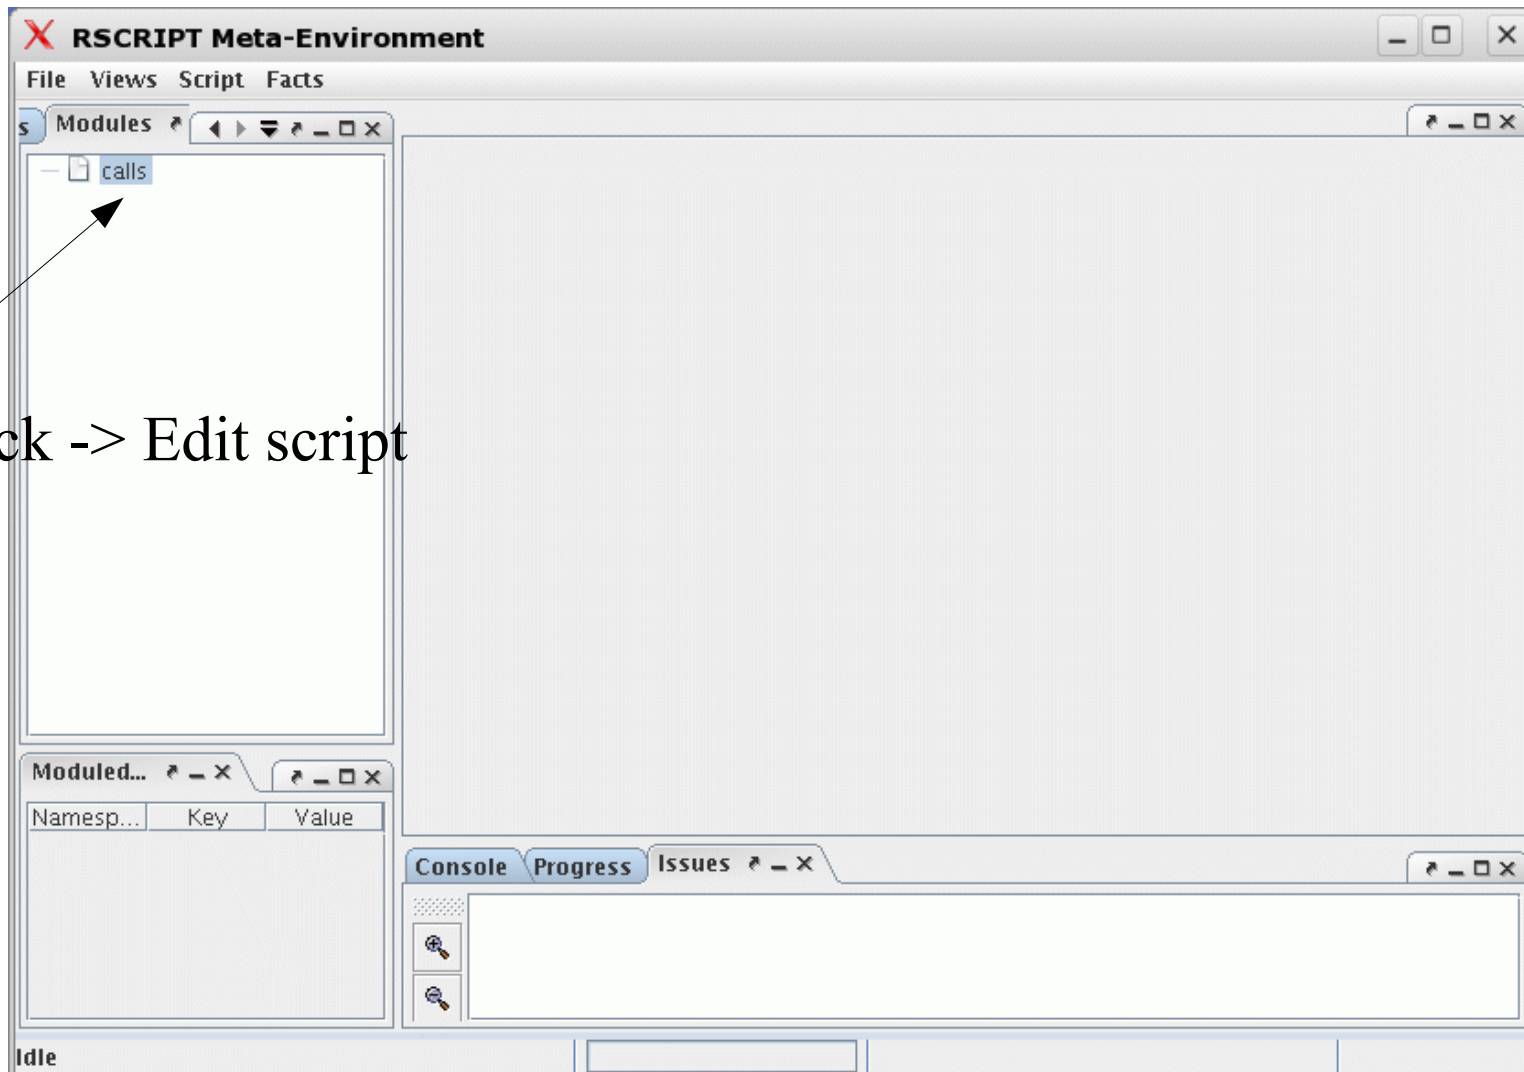 RSCRIPT Meta-Environment
File Views Script Facts
s Modules
calls
ck -> Edit script
Moduled...
Namesp... Key Value
Console Progress Issues
Idle